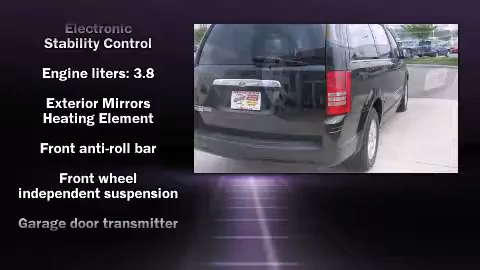 Electronic
Stability Control
Engine liters: 3.8
Exterior Mirrors
Heating Element
Front anti-roll bar
Front wheel
independent suspension
Garage door transmitter